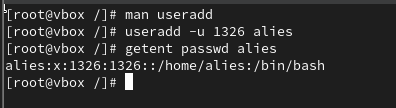 [root@vbox /]# man useradd
[root@vbox /]# useradd -u 1326 alies
[root@vbox /]# getent passwd alies
alies:x:1326:1326::/home/alies:/bin/bash
[root@vbox /]#